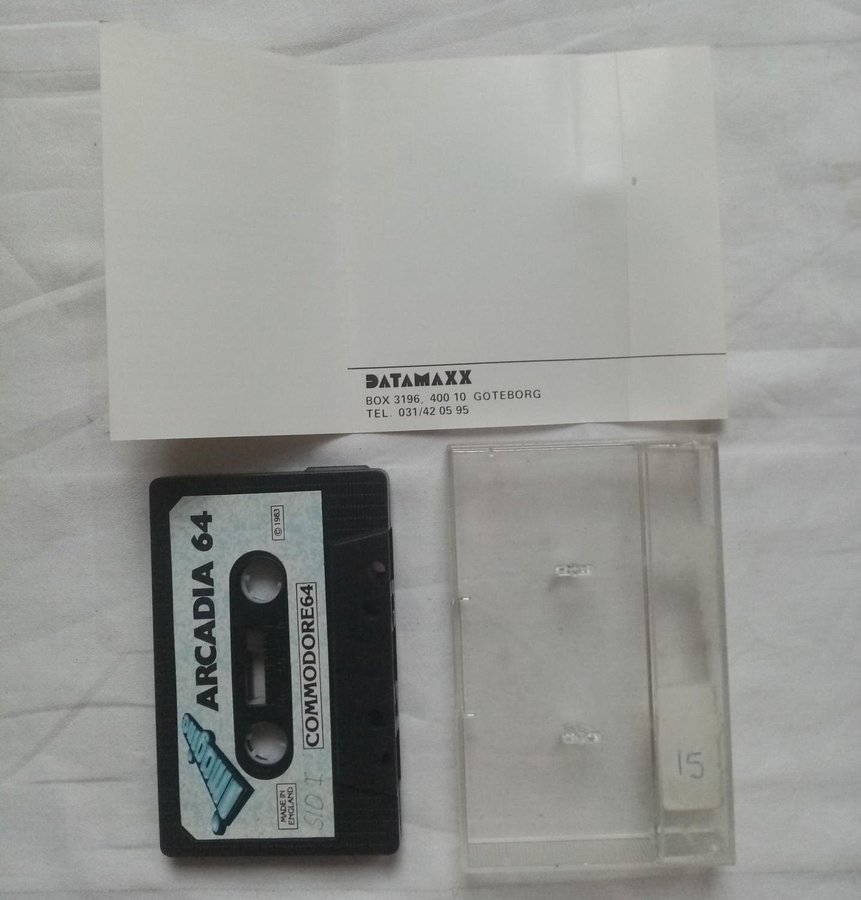 DATAMAXX
BOX 3196, 400 10 GOTEBORG
TEL. 031/42 05 95
imagine
ARCADIA 64
© 1983
COMMODORE64
MADE IN
ENGLAND
15